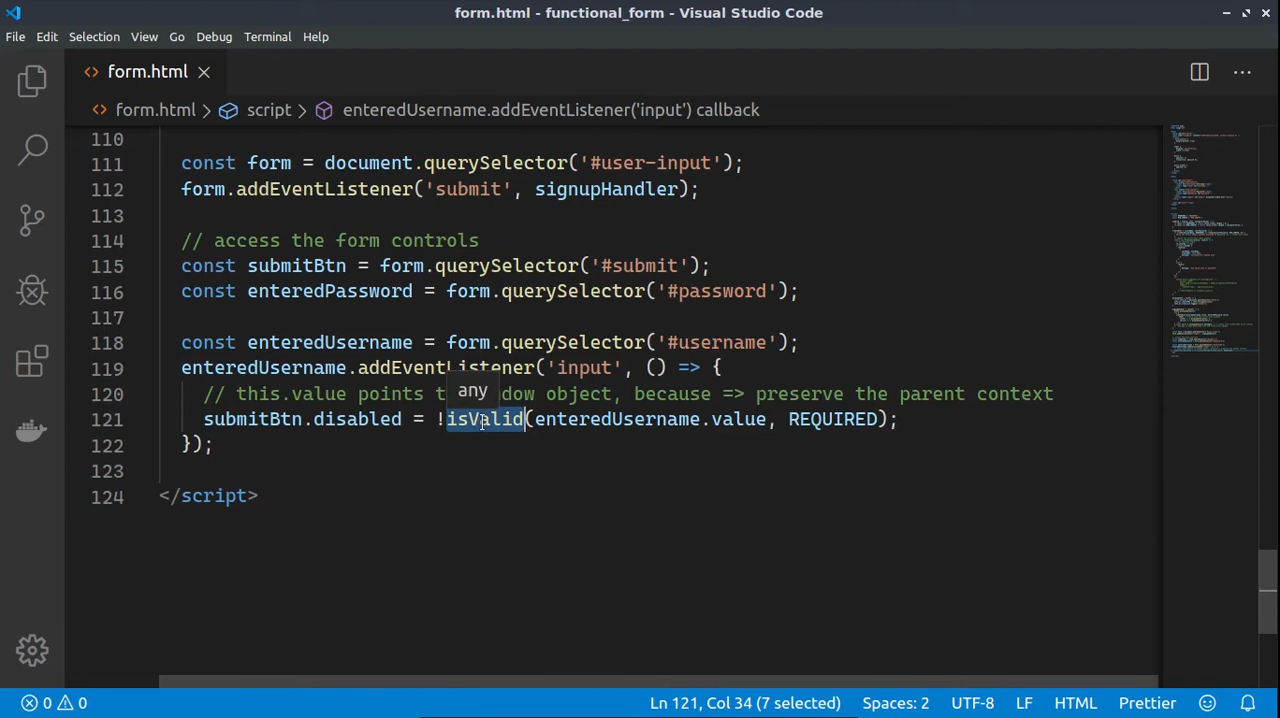 form.html - functional_form - Visual Studio Code
File Edit Selection View Go Debug Terminal Help
form.html
form.html > script > enteredUsername.addEventListener('input') callback
110
111 const form = document.querySelector('#user-input');
112 form.addEventListener('submit', signupHandler);
113
114 // access the form controls
115 const submitBtn = form.querySelector('#submit');
116 const enteredPassword = form.querySelector('#password');
117
118 const enteredUsername = form.querySelector('#username');
119 enteredUsername.addEventListener('input', () => {
any
120 // this.value points t dow object, because => preserve the parent context
121 submitBtn.disabled = !isValid(enteredUsername.value, REQUIRED);
122 });
123
124 </script>
0 0 Ln 121, Col 34 (7 selected) Spaces: 2 UTF-8 LF HTML Prettier